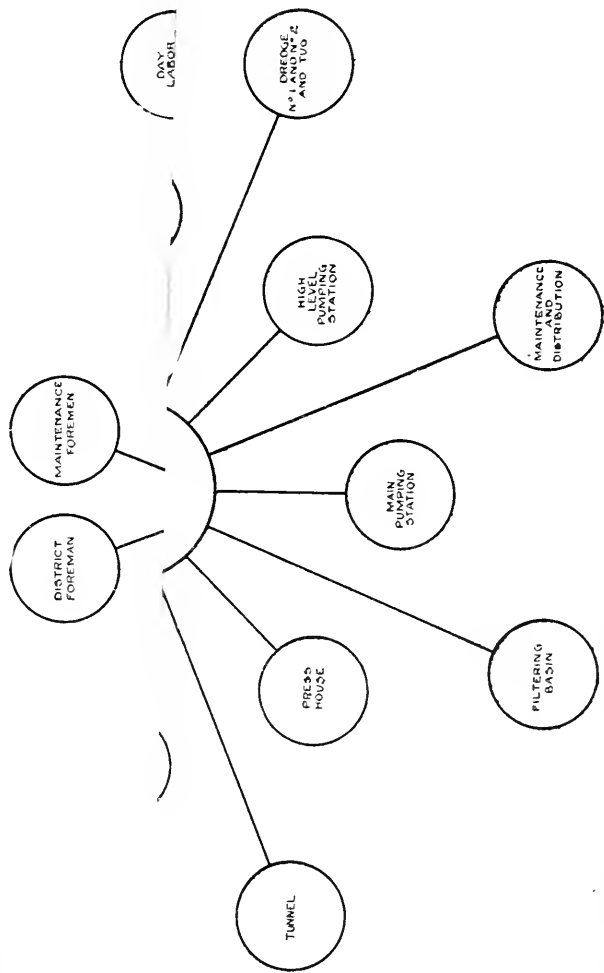 DAY
LABOR
DREDGE
Nº 1 AND Nº 2
AND TUG
HIGH
LEVEL
PUMPING
STATION
MAINTENANCE
AND
DISTRIBUTION
MAINTENANCE
FOREMEN
MAIN
PUMPING
STATION
DISTRICT
FOREMAN
PRESS
HOUSE
FILTERING
BASIN
TUNNEL